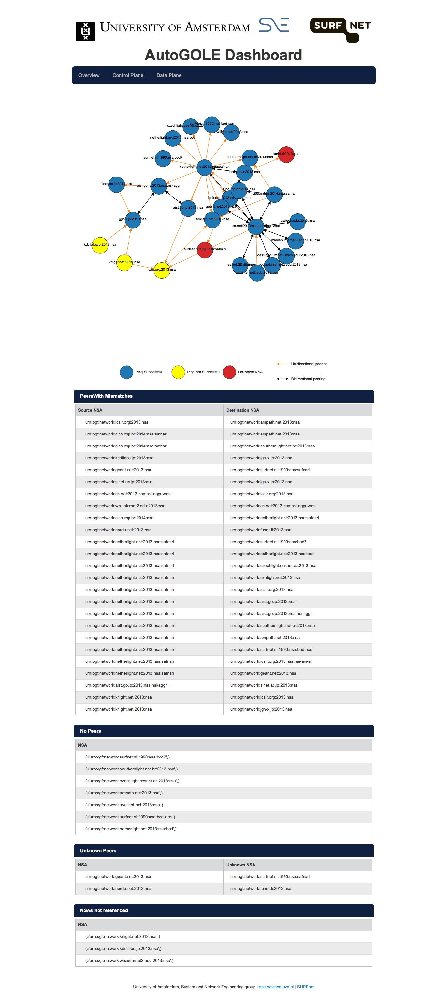 UNIVERSITY OF AMSTERDAM
SNE
SURF NET
AutoGOLE Dashboard
Overview Control Plane Data Plane
surfnet.nl:1990:nsa:bod-acc
czechlight.cesnet.cz:20
uvalight.net:2013:nsa
netherlight.net:2013:nsa:bod
funet.fi:2013:nsa
surfnet.nl:1990:nsa:bod7
southernlight.net.br:2013:nsa
netherlight.net:2013:nsa:safnari
nordu.net:2013:nsa
sinet.ac.jp:2013:nsa
aist.go.jp:2013:nsa:nsi-aggr
cipo.rnp.br:2014:nsa
cipo.rnp.br:2014:nsa:safnari
icair.org:2013:nsa:nsi-am-sl
aist.go.jp:2013:nsa
geant.net:2013:nsa
jgn-x.jp:2013:nsa
ampath.net:2013:nsa
caltech.edu:2013:nsa
es.net:2013:nsa:nsi-aggr-west
manlan.internet2.edu:2013:nsa
kddilabs.jp:2013:nsa
surfnet.nl:1990:nsa:safnari
oess.dcn.umnet.umich.edu:2013:nsa
krlight.net:2013:nsa
es.net:2013:nsa
dev.bldc.net.internet2.edu:2013:nsa
icair.org:2013:nsa
wix.internet2.edu:2013:nsa
Ping Successful
Ping not Successful
Unknown NSA
Unidirectional peering
Bidirectional peering
PeersWith Mismatches
Source NSA Destination NSA
urn:ogf:network:icair.org:2013:nsa urn:ogf:network:ampath.net:2013:nsa
urn:ogf:network:cipo.rnp.br:2014:nsa:safnari urn:ogf:network:ampath.net:2013:nsa
urn:ogf:network:cipo.rnp.br:2014:nsa:safnari urn:ogf:network:southernlight.net.br:2013:nsa
urn:ogf:network:kddilabs.jp:2013:nsa urn:ogf:network:jgn-x.jp:2013:nsa
urn:ogf:network:geant.net:2013:nsa urn:ogf:network:surfnet.nl:1990:nsa:safnari
urn:ogf:network:sinet.ac.jp:2013:nsa urn:ogf:network:jgn-x.jp:2013:nsa
urn:ogf:network:es.net:2013:nsa:nsi-aggr-west urn:ogf:network:icair.org:2013:nsa
urn:ogf:network:wix.internet2.edu:2013:nsa urn:ogf:network:es.net:2013:nsa:nsi-aggr-west
urn:ogf:network:cipo.rnp.br:2014:nsa urn:ogf:network:netherlight.net:2013:nsa:safnari
urn:ogf:network:nordu.net:2013:nsa urn:ogf:network:funet.fi:2013:nsa
urn:ogf:network:netherlight.net:2013:nsa:safnari urn:ogf:network:surfnet.nl:1990:nsa:bod7
urn:ogf:network:netherlight.net:2013:nsa:safnari urn:ogf:network:netherlight.net:2013:nsa:bod
urn:ogf:network:netherlight.net:2013:nsa:safnari urn:ogf:network:czechlight.cesnet.cz:2013:nsa
urn:ogf:network:netherlight.net:2013:nsa:safnari urn:ogf:network:uvalight.net:2013:nsa
urn:ogf:network:netherlight.net:2013:nsa:safnari urn:ogf:network:icair.org:2013:nsa
urn:ogf:network:netherlight.net:2013:nsa:safnari urn:ogf:network:aist.go.jp:2013:nsa
urn:ogf:network:netherlight.net:2013:nsa:safnari urn:ogf:network:aist.go.jp:2013:nsa:nsi-aggr
urn:ogf:network:netherlight.net:2013:nsa:safnari urn:ogf:network:southernlight.net.br:2013:nsa
urn:ogf:network:netherlight.net:2013:nsa:safnari urn:ogf:network:ampath.net:2013:nsa
urn:ogf:network:netherlight.net:2013:nsa:safnari urn:ogf:network:surfnet.nl:1990:nsa:bod-acc
urn:ogf:network:netherlight.net:2013:nsa:safnari urn:ogf:network:icair.org:2013:nsa:nsi-am-sl
urn:ogf:network:netherlight.net:2013:nsa:safnari urn:ogf:network:geant.net:2013:nsa
urn:ogf:network:aist.go.jp:2013:nsa:nsi-aggr urn:ogf:network:sinet.ac.jp:2013:nsa
urn:ogf:network:krlight.net:2013:nsa urn:ogf:network:icair.org:2013:nsa
urn:ogf:network:krlight.net:2013:nsa urn:ogf:network:jgn-x.jp:2013:nsa
No Peers
NSA
(u'urn:ogf:network:surfnet.nl:1990:nsa:bod7',)
(u'urn:ogf:network:southernlight.net.br:2013:nsa',)
(u'urn:ogf:network:czechlight.cesnet.cz:2013:nsa',)
(u'urn:ogf:network:ampath.net:2013:nsa',)
(u'urn:ogf:network:uvalight.net:2013:nsa',)
(u'urn:ogf:network:surfnet.nl:1990:nsa:bod-acc',)
(u'urn:ogf:network:netherlight.net:2013:nsa:bod',)
Unknown Peers
NSA Unknown NSA
urn:ogf:network:geant.net:2013:nsa urn:ogf:network:surfnet.nl:1990:nsa:safnari
urn:ogf:network:nordu.net:2013:nsa urn:ogf:network:funet.fi:2013:nsa
NSAs not referenced
NSA
(u'urn:ogf:network:krlight.net:2013:nsa',)
(u'urn:ogf:network:kddilabs.jp:2013:nsa',)
(u'urn:ogf:network:wix.internet2.edu:2013:nsa',)
University of Amsterdam, System and Network Engineering group - sne.science.uva.nl | SURFnet